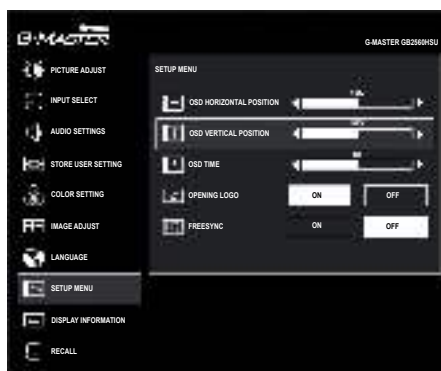 G-MASTER
G-MASTER GB2560HSU
PICTURE ADJUST
INPUT SELECT
AUDIO SETTINGS
STORE USER SETTING
COLOR SETTING
IMAGE ADJUST
LANGUAGE
SETUP MENU
DISPLAY INFORMATION
RECALL
SETUP MENU
OSD HORIZONTAL POSITION
OSD VERTICAL POSITION
OSD TIME
OPENING LOGO ON OFF
FREESYNC ON OFF